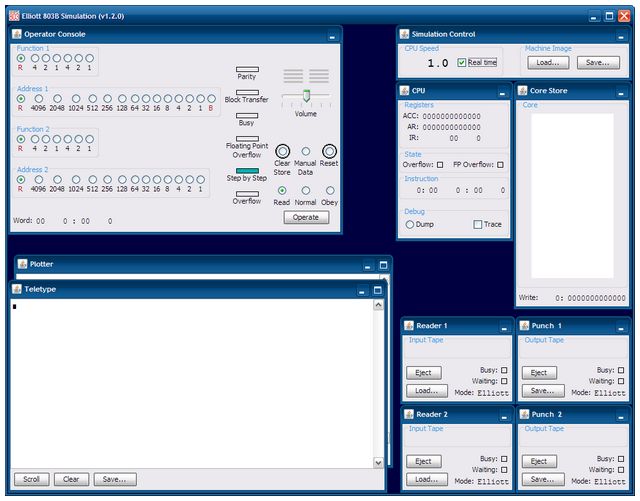 Elliott 803B Simulation (v1.2.0)
Operator Console
Function 1
R 4 2 1 4 2 1
Address 1
R 4096 2048 1024 512 256 128 64 32 16 8 4 2 1 B
Function 2
R 4 2 1 4 2 1
Address 2
R 4096 2048 1024 512 256 128 64 32 16 8 4 2 1
Word: 00 0 : 00 0
Parity
Block Transfer
Busy
Floating Point
Overflow
Step by Step
Overflow
Volume
Clear
Store
Manual
Data
Reset
Read Normal Obey
Operate
Simulation Control
CPU Speed
1.0 Real time
Machine Image
Load... Save...
CPU
Registers
ACC: 0000000000000
AR: 0000000000000
IR: 00 0
State
Overflow: FP Overflow:
Instruction
0: 00 0 : 00 0
Debug
Dump Trace
Core Store
Core
Write: 0: 0000000000000
Plotter
Teletype
Scroll Clear Save...
Reader 1
Input Tape
Eject Busy:
Waiting:
Load... Mode: Elliott
Punch 1
Output Tape
Eject Busy:
Waiting:
Save... Mode: Elliott
Reader 2
Input Tape
Eject Busy:
Waiting:
Load... Mode: Elliott
Punch 2
Output Tape
Eject Busy:
Waiting:
Save... Mode: Elliott